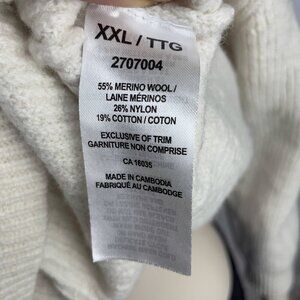 XXL / TTG
2707004
55% MERINO WOOL /
LAINE MÉRINOS
26% NYLON
19% COTTON / COTON
EXCLUSIVE OF TRIM
GARNITURE NON COMPRISE
CA 16035
MADE IN CAMBODIA
FABRIQUÉ AU CAMBODGE